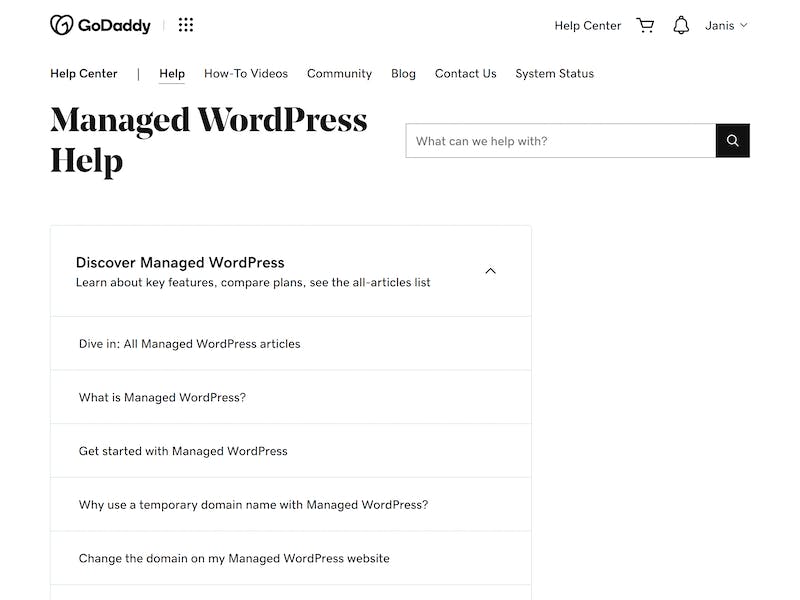 GoDaddy
Help Center
Janis
Help Center | Help How-To Videos Community Blog Contact Us System Status
Managed WordPress
Help
What can we help with?
Discover Managed WordPress
Learn about key features, compare plans, see the all-articles list
Dive in: All Managed WordPress articles
What is Managed WordPress?
Get started with Managed WordPress
Why use a temporary domain name with Managed WordPress?
Change the domain on my Managed WordPress website